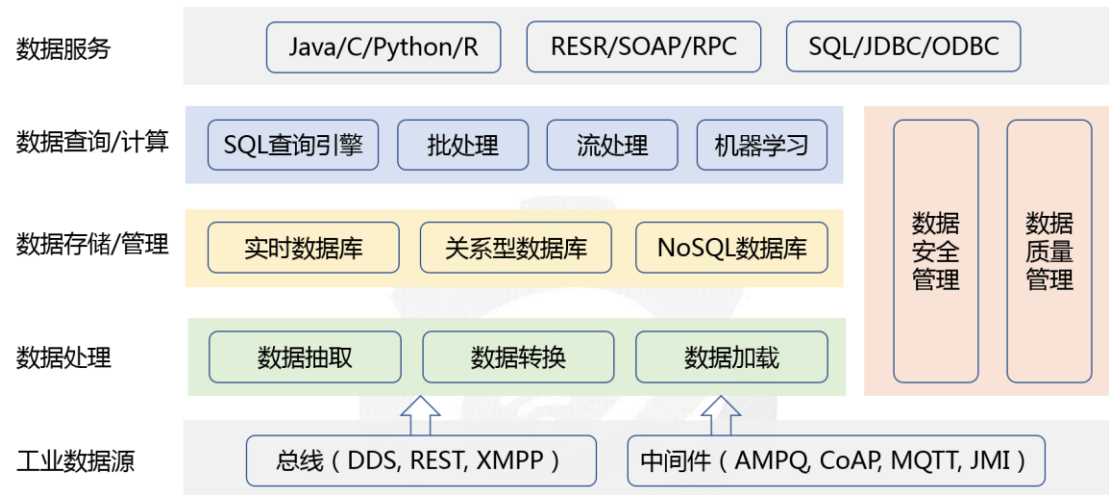 数据服务
Java/C/Python/R
RESR/SOAP/RPC
SQL/JDBC/ODBC
数据查询/计算
SQL查询引擎
批处理
流处理
机器学习
数据存储/管理
实时数据库
关系型数据库
NoSQL数据库
数据
安全
管理
数据
质量
管理
数据处理
数据抽取
数据转换
数据加载
工业数据源
总线（DDS, REST, XMPP）
中间件（AMPQ, CoAP, MQTT, JMI）